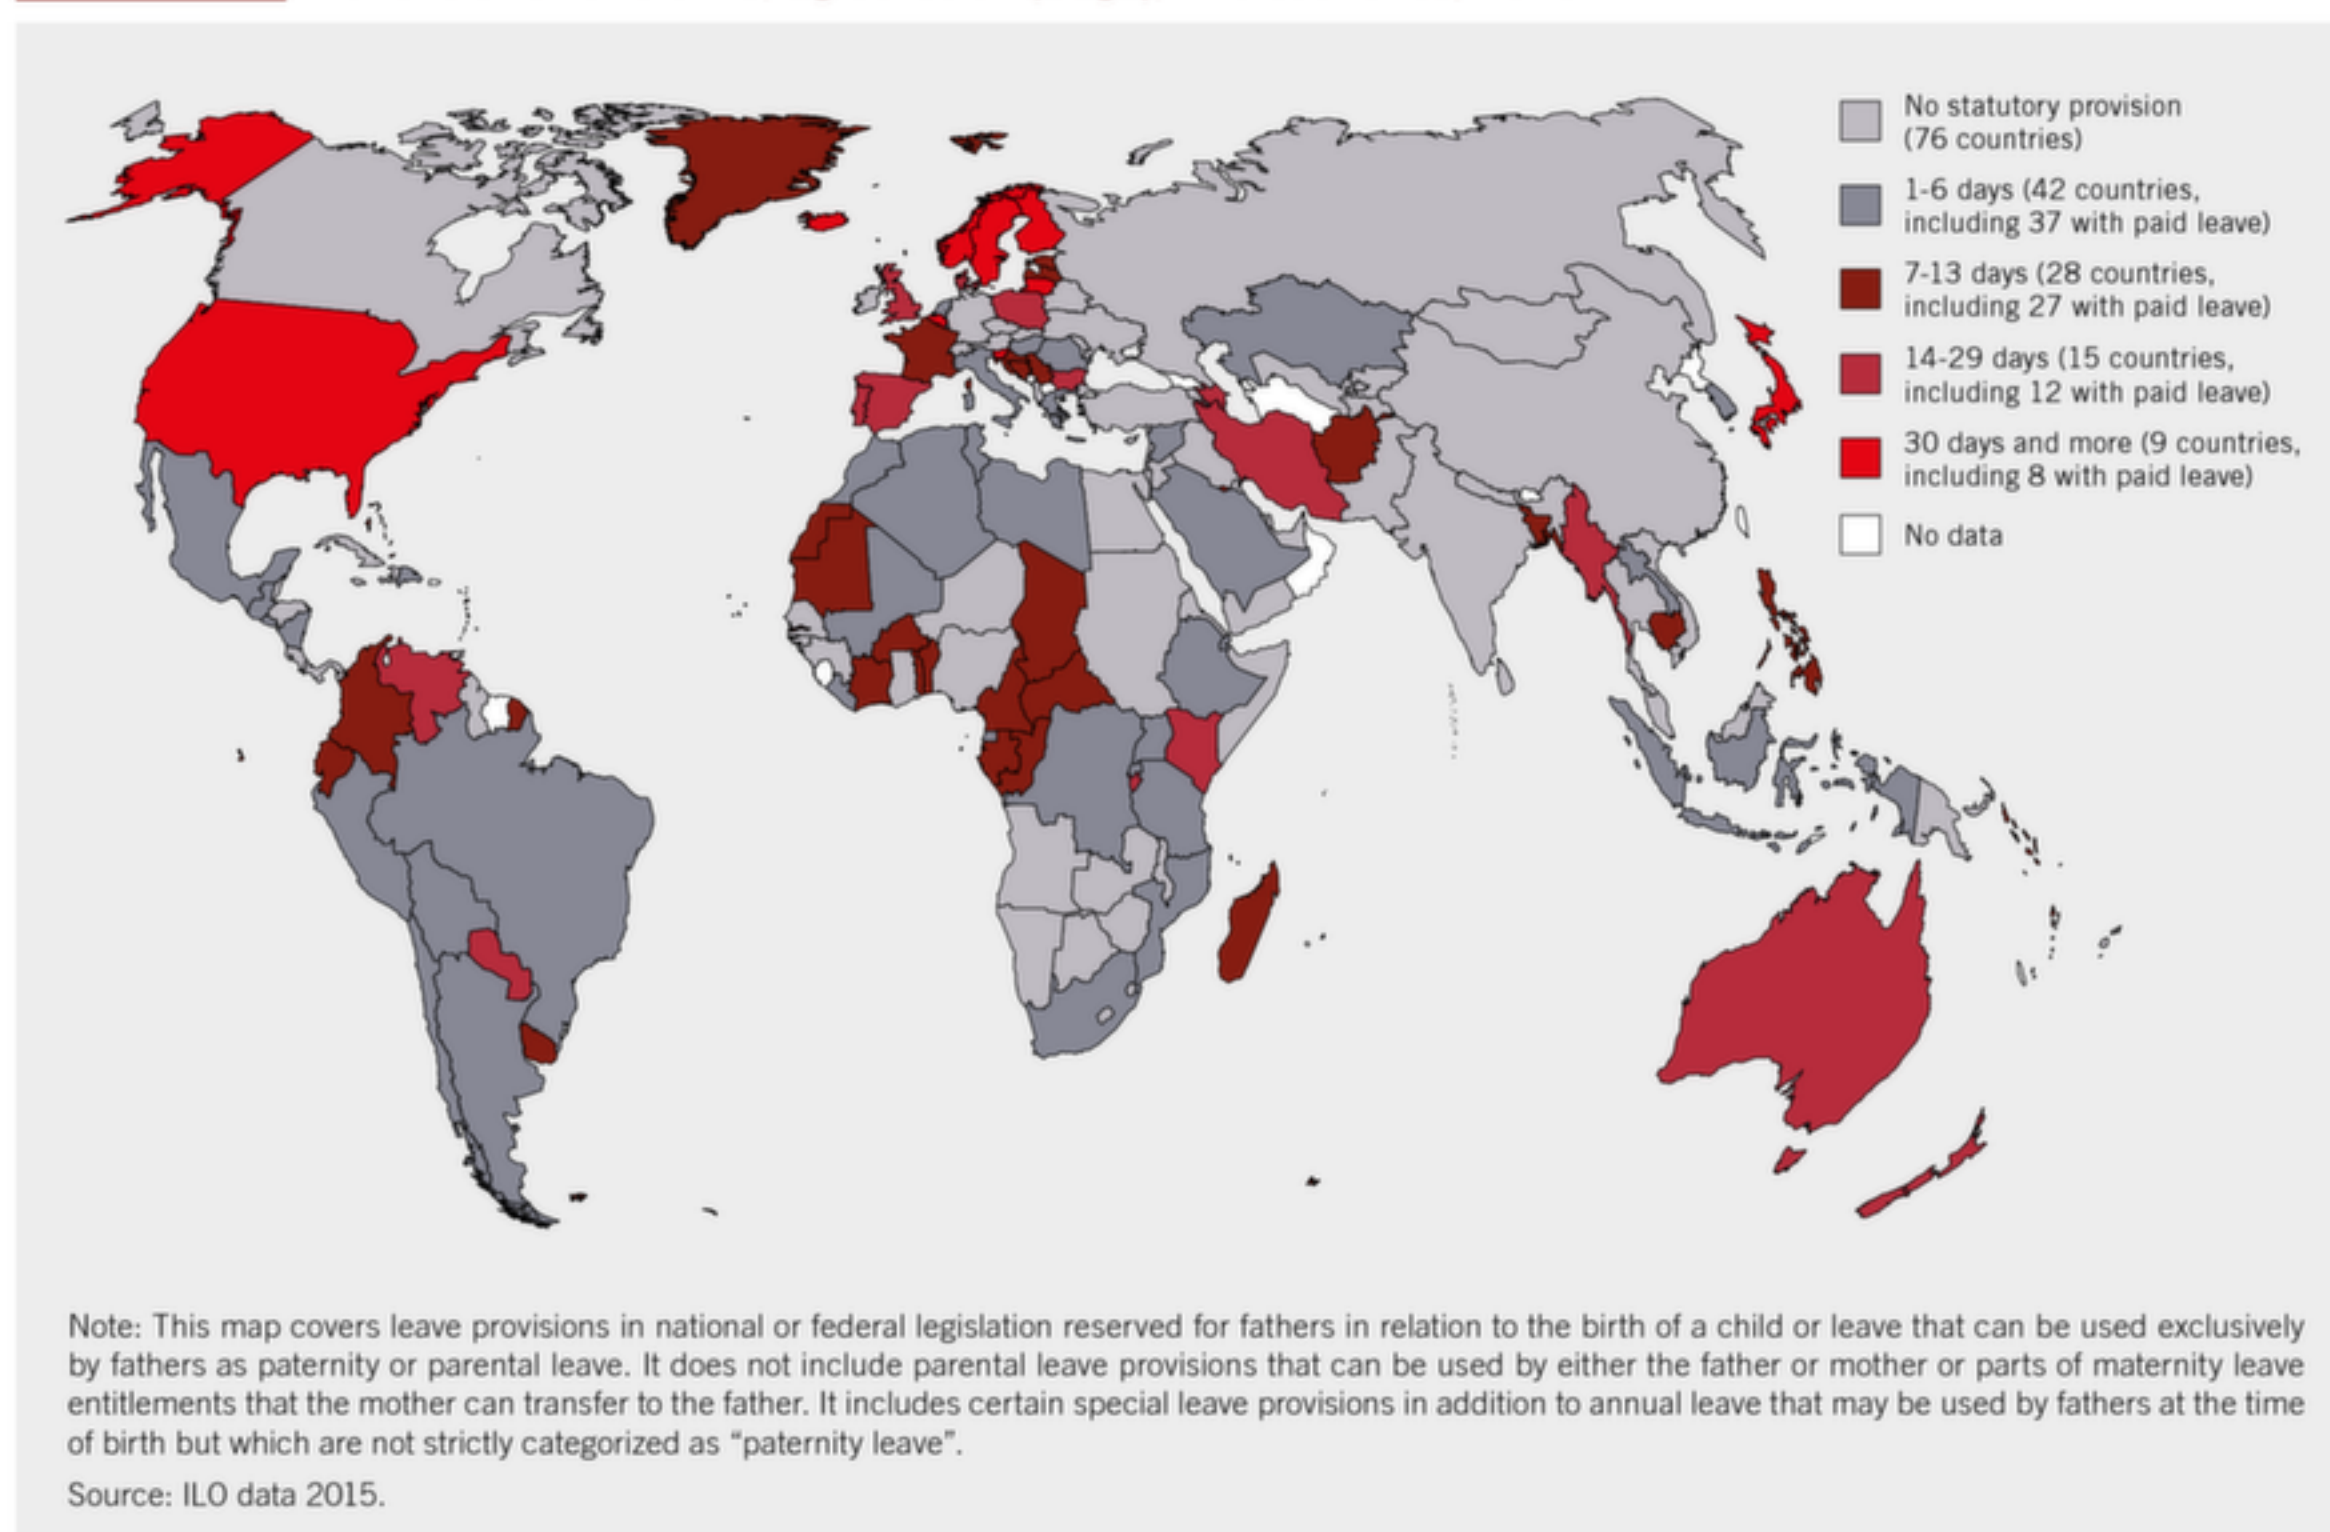 No statutory provision
(76 countries)
1-6 days (42 countries,
including 37 with paid leave)
7-13 days (28 countries,
including 27 with paid leave)
14-29 days (15 countries,
including 12 with paid leave)
30 days and more (9 countries,
including 8 with paid leave)
No data
Note: This map covers leave provisions in national or federal legislation reserved for fathers in relation to the birth of a child or leave that can be used exclusively
by fathers as paternity or parental leave. It does not include parental leave provisions that can be used by either the father or mother or parts of maternity leave
entitlements that the mother can transfer to the father. It includes certain special leave provisions in addition to annual leave that may be used by fathers at the time
of birth but which are not strictly categorized as “paternity leave”.
Source: ILO data 2015.